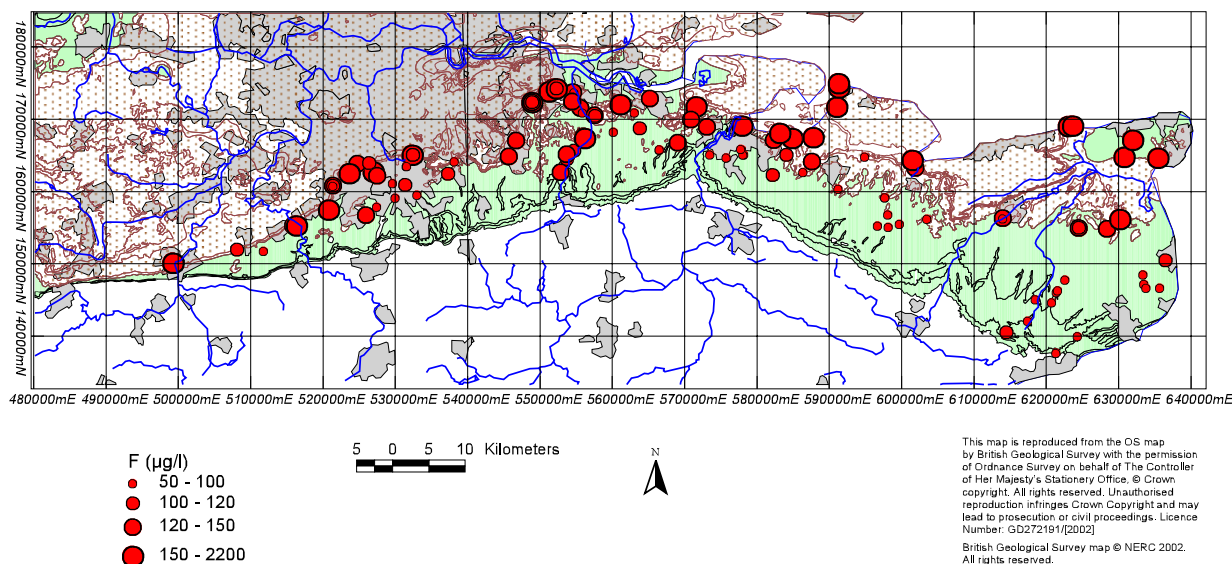 180000mN
170000mN
160000mN
150000mN
140000mN
480000mE 490000mE 500000mE 510000mE 520000mE 530000mE 540000mE 550000mE 560000mE 570000mE 580000mE 590000mE 600000mE 610000mE 620000mE 630000mE 640000mE
5 0 5 10 Kilometers
N
F (µg/l)
50 - 100
100 - 120
120 - 150
150 - 2200
This map is reproduced from the OS map
by British Geological Survey with the permission
of Ordnance Survey on behalf of The Controller
of Her Majesty's Stationery Office, © Crown
copyright. All rights reserved. Unauthorised
reproduction infringes Crown Copyright and may
lead to prosecution or civil proceedings. Licence
Number: GD272191/[2002]
British Geological Survey map © NERC 2002.
All rights reserved.